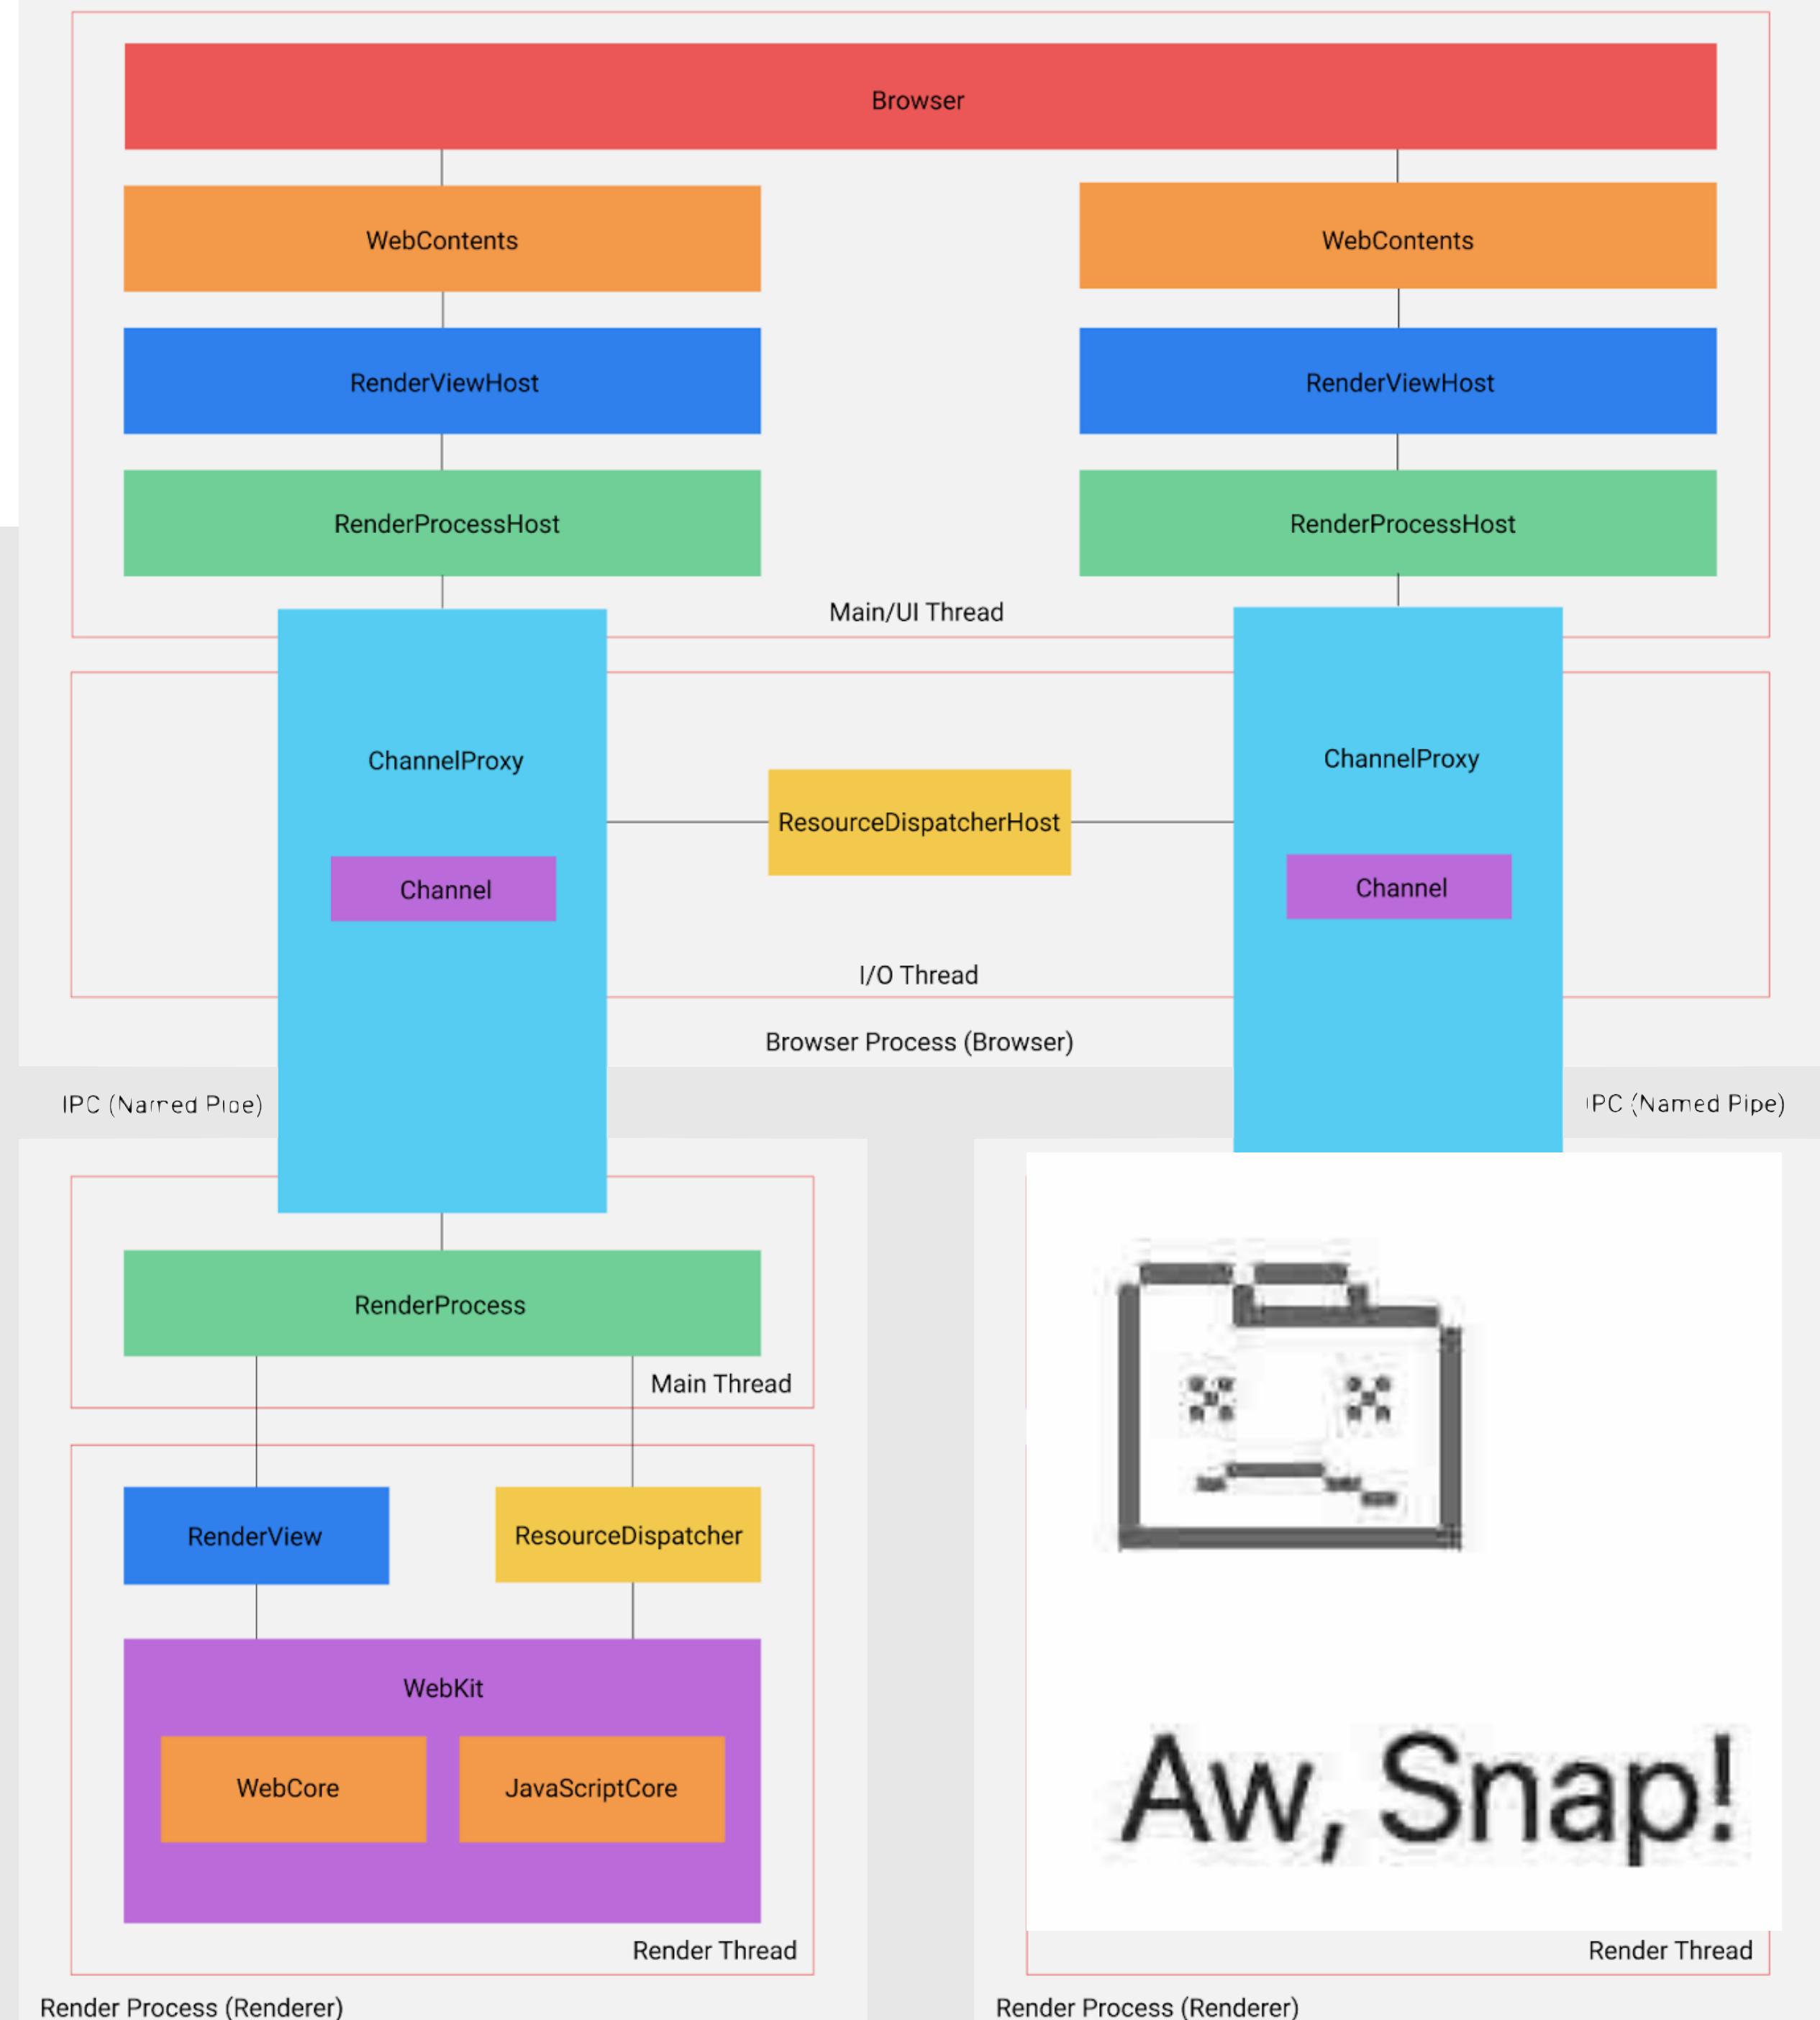 Browser
WebContents
WebContents
RenderViewHost
RenderViewHost
RenderProcessHost
RenderProcessHost
Main/UI Thread
ChannelProxy
ChannelProxy
ResourceDispatcherHost
Channel
Channel
I/O Thread
Browser Process (Browser)
IPC (Named Pipe)
IPC (Named Pipe)
RenderProcess
Main Thread
RenderView
ResourceDispatcher
WebKit
WebCore
JavaScriptCore
Aw, Snap!
Render Thread
Render Thread
Render Process (Renderer)
Render Process (Renderer)